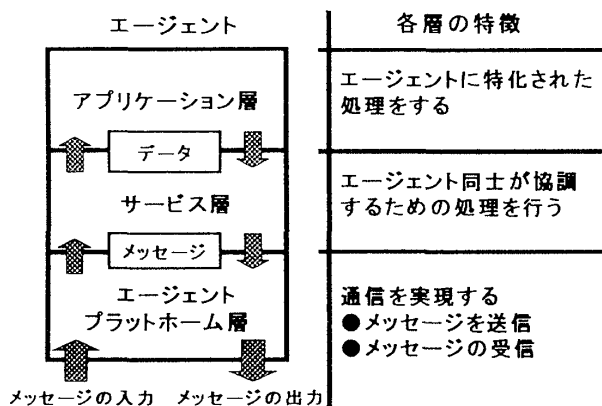 エージェント
アプリケーション層
データ
サービス層
メッセージ
エージェント
プラットホーム層
メッセージの入力 メッセージの出力
各層の特徴
エージェントに特化された
処理をする
エージェント同士が協調
するための処理を行う
通信を実現する
●メッセージを送信
●メッセージの受信